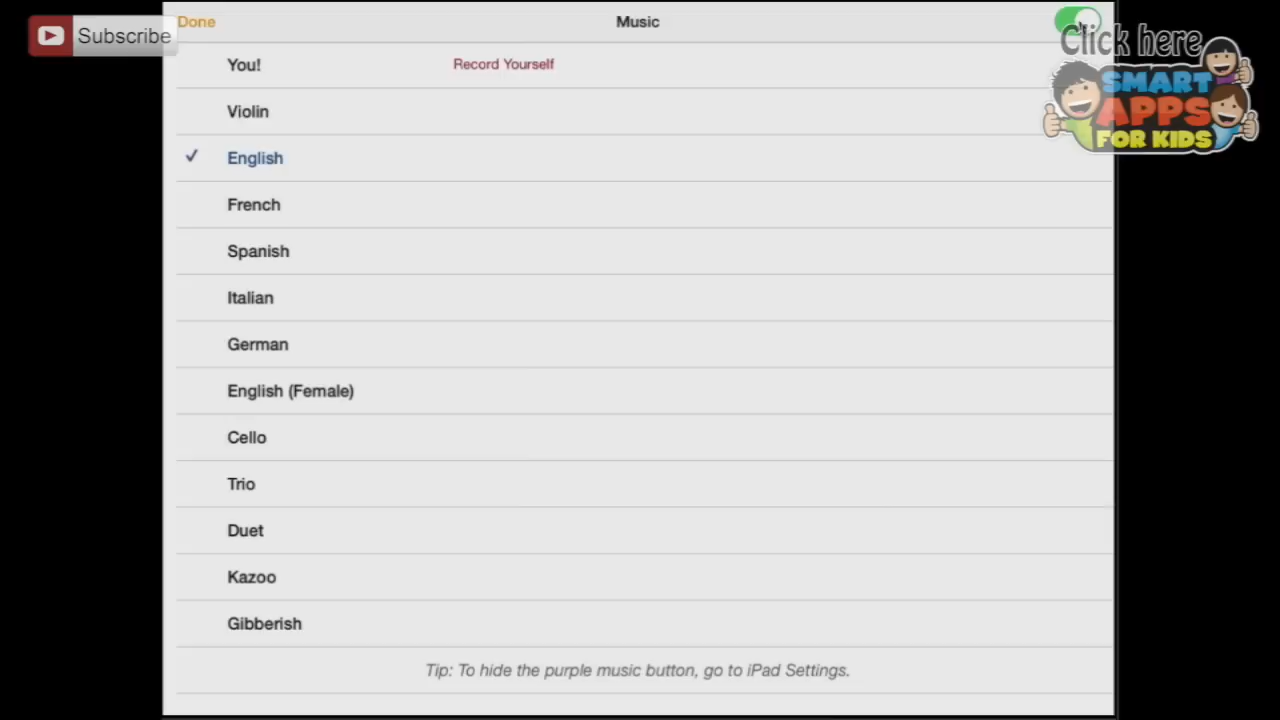 Done
Music
Subscribe
Click here
SMART
APPS
FOR KIDS
You!
Record Yourself
Violin
✓ English
French
Spanish
Italian
German
English (Female)
Cello
Trio
Duet
Kazoo
Gibberish
Tip: To hide the purple music button, go to iPad Settings.